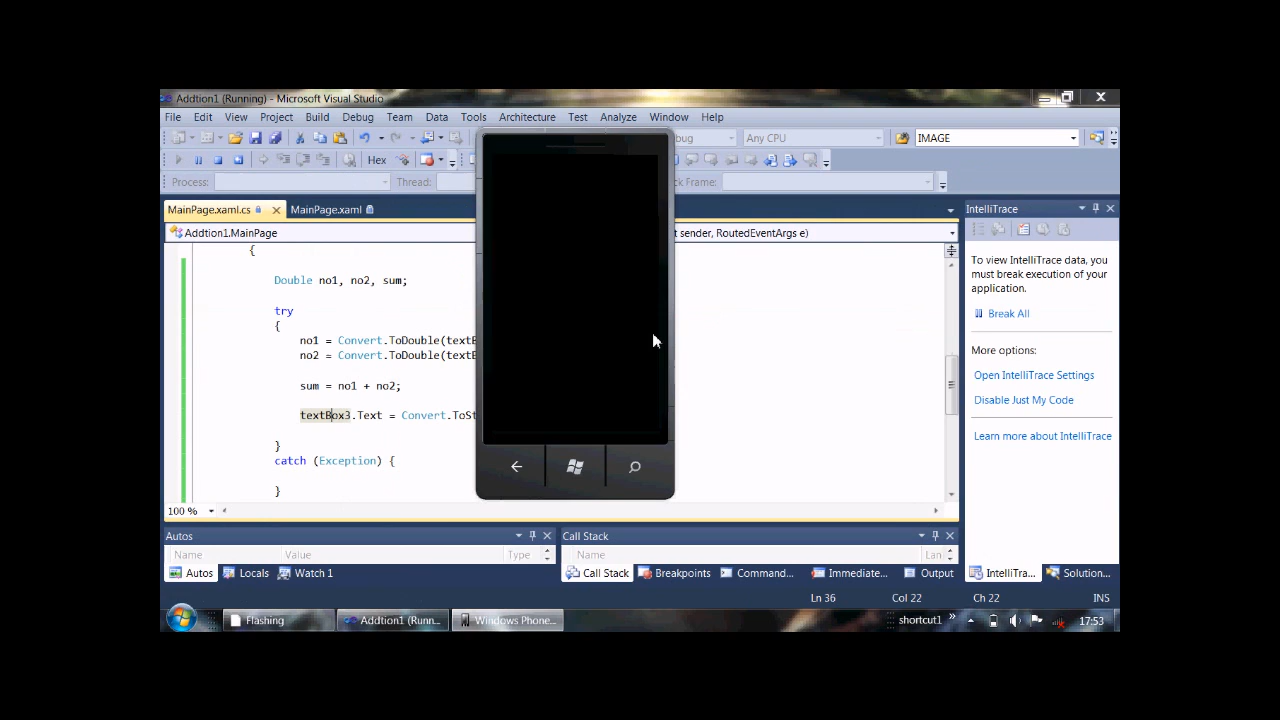 Addtion1 (Running) - Microsoft Visual Studio
File Edit View Project Build Debug Team Data Tools Architecture Test Analyze Window Help
Any CPU IMAGE
Hex
Process: Thread: Frame:
MainPage.xaml.cs MainPage.xaml IntelliTrace
Addtion1.MainPage sender, RoutedEventArgs e)
{
To view IntelliTrace data, you must break execution of your application.
Double no1, no2, sum;
try
Break All
{
no1 = Convert.ToDouble(textB
More options:
no2 = Convert.ToDouble(textB
Open IntelliTrace Settings
sum = no1 + no2;
Disable Just My Code
textBox3.Text = Convert.ToSt
Learn more about IntelliTrace
}
catch (Exception) {
}
100 %
Autos Call Stack
Name Value Type Name Lan
Autos Locals Watch 1 Call Stack Breakpoints Command... Immediate... Output IntelliTra... Solution...
Ln 36 Col 22 Ch 22 INS
Flashing Addtion1 (Runn... Windows Phone... shortcut1 17:53